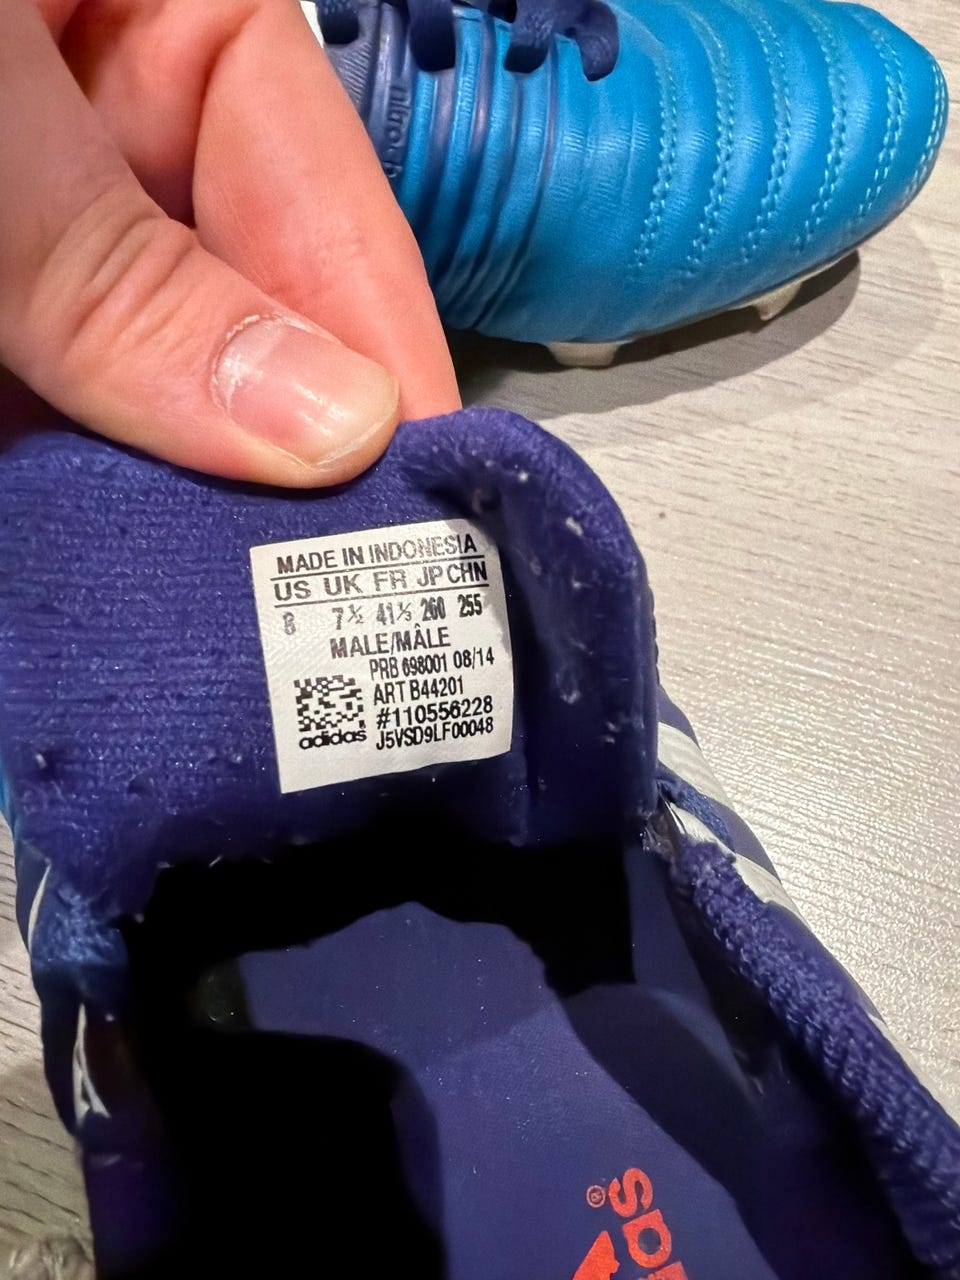 nitrocharge
MADE IN INDONESIA
US UK FR JP CHN
8 7½ 41⅓ 260 255
MALE/MÂLE
PRB 698001 08/14
ART B44201
#110556228
adidas J5VSD9LF00048
®